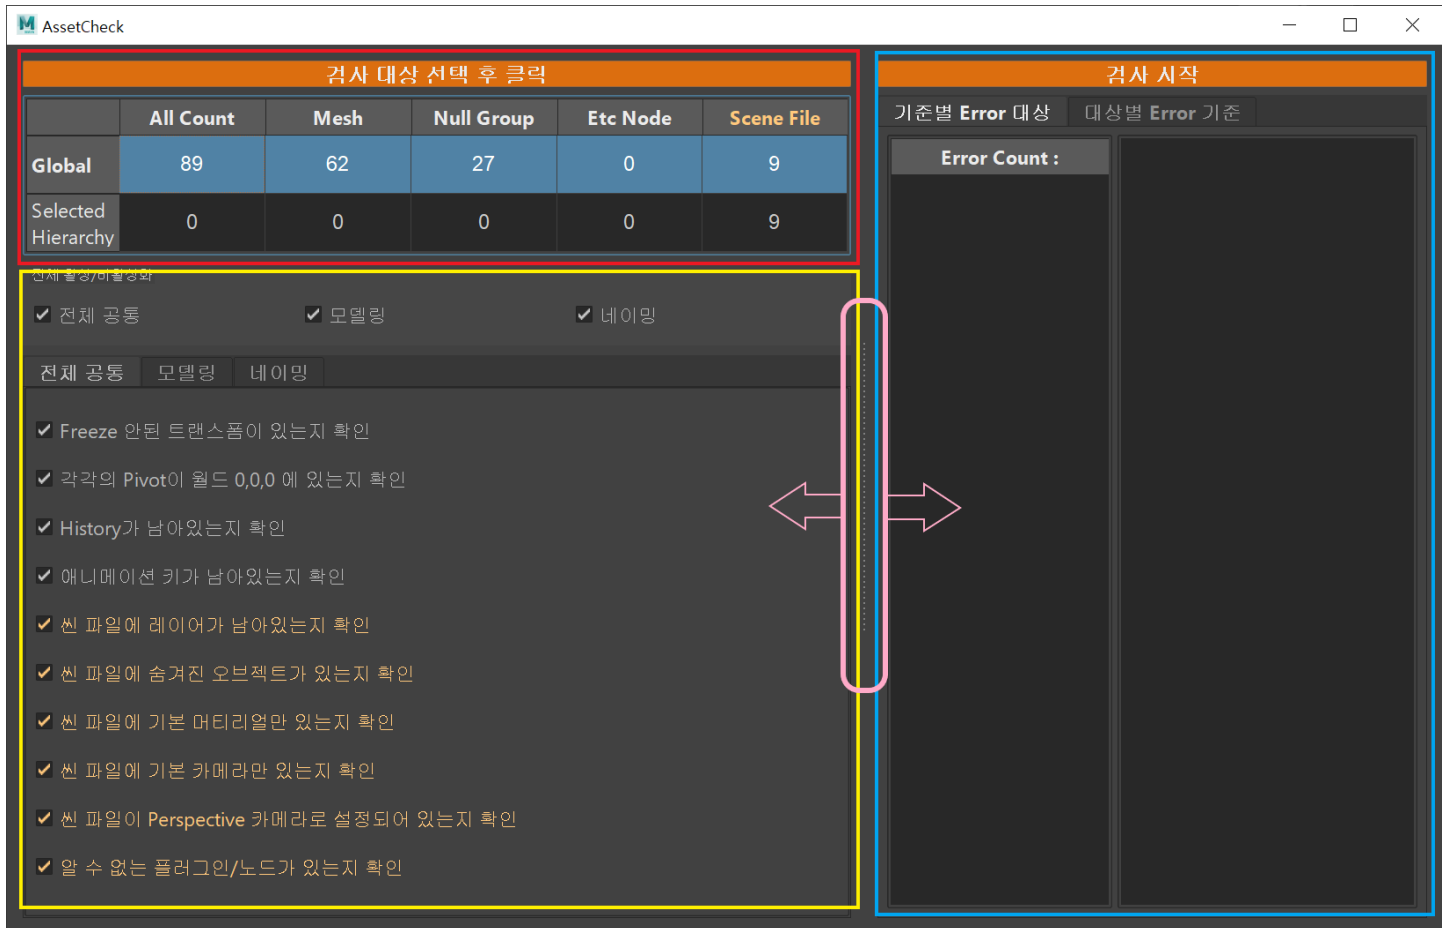 AssetCheck
검사 대상 선택 후 클릭
All Count Mesh Null Group Etc Node Scene File
Global 89 62 27 0 9
Selected Hierarchy 0 0 0 0 9
전체 활성/비활성화
전체 공통 모델링 네이밍
전체 공통 모델링 네이밍
Freeze 안된 트랜스폼이 있는지 확인
각각의 Pivot이 월드 0,0,0 에 있는지 확인
History가 남아있는지 확인
애니메이션 키가 남아있는지 확인
씬 파일에 레이어가 남아있는지 확인
씬 파일에 숨겨진 오브젝트가 있는지 확인
씬 파일에 기본 머티리얼만 있는지 확인
씬 파일에 기본 카메라만 있는지 확인
씬 파일이 Perspective 카메라로 설정되어 있는지 확인
알 수 없는 플러그인/노드가 있는지 확인
검사 시작
기준별 Error 대상 대상별 Error 기준
Error Count :